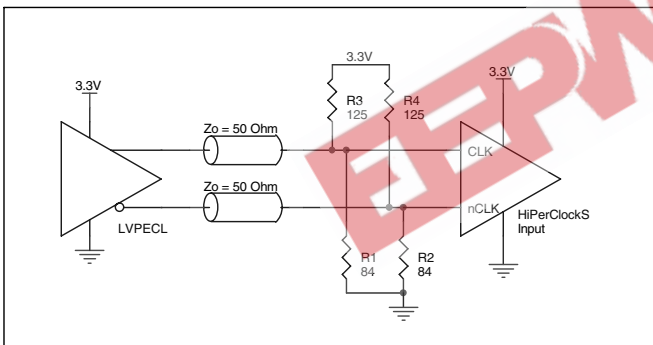 3.3V
3.3V
3.3V
R3
125
R4
125
Zo = 50 Ohm
CLK
Zo = 50 Ohm
nCLK
LVPECL
HiPerClockS
Input
R1
84
R2
84